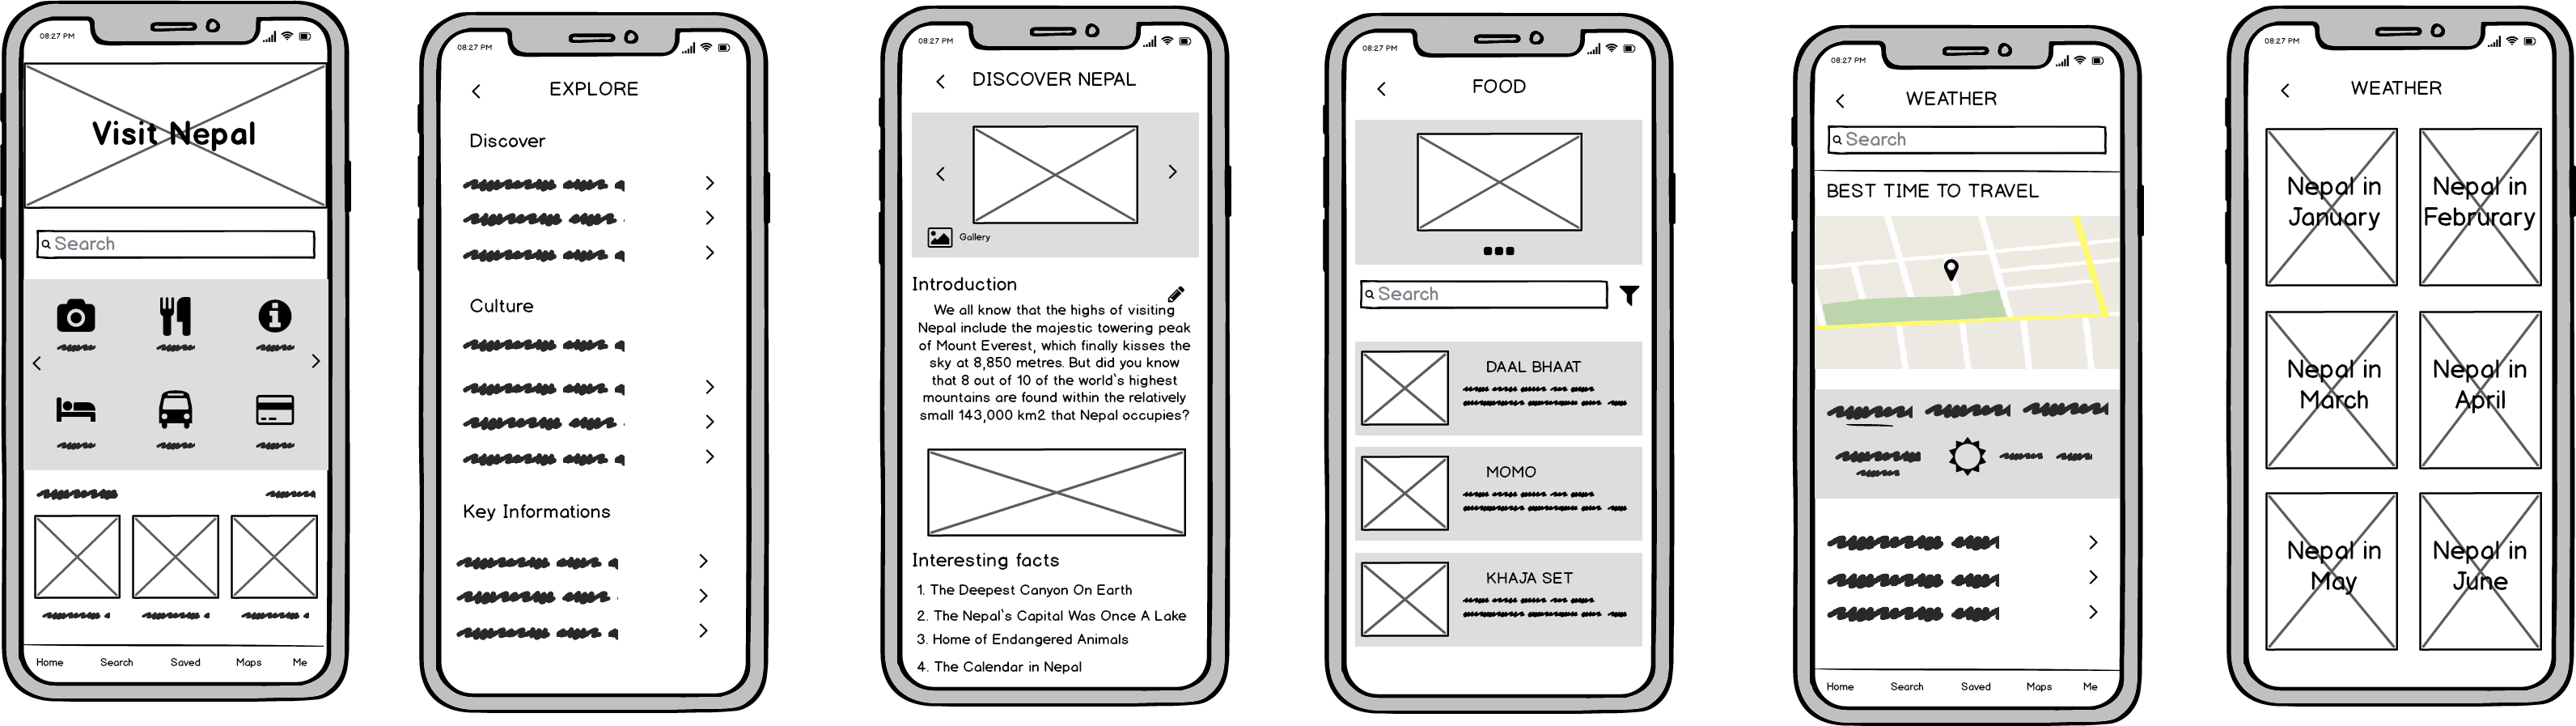 08:27 PM
Visit Nepal
Search
Home Search Saved Maps Me
08:27 PM
EXPLORE
Discover
Culture
Key Informations
08:27 PM
DISCOVER NEPAL
Gallery
Introduction
We all know that the highs of visiting
Nepal include the majestic towering peak
of Mount Everest, which finally kisses the
sky at 8,850 metres. But did you know
that 8 out of 10 of the world`s highest
mountains are found within the relatively
small 143,000 km2 that Nepal occupies?
Interesting facts
1. The Deepest Canyon On Earth
2. The Nepal`s Capital Was Once A Lake
3. Home of Endangered Animals
4. The Calendar in Nepal
08:27 PM
FOOD
Search
DAAL BHAAT
MOMO
KHAJA SET
08:27 PM
WEATHER
Search
BEST TIME TO TRAVEL
Home Search Saved Maps Me
08:27 PM
WEATHER
Nepal in
January
Nepal in
Februrary
Nepal in
March
Nepal in
April
Nepal in
May
Nepal in
June